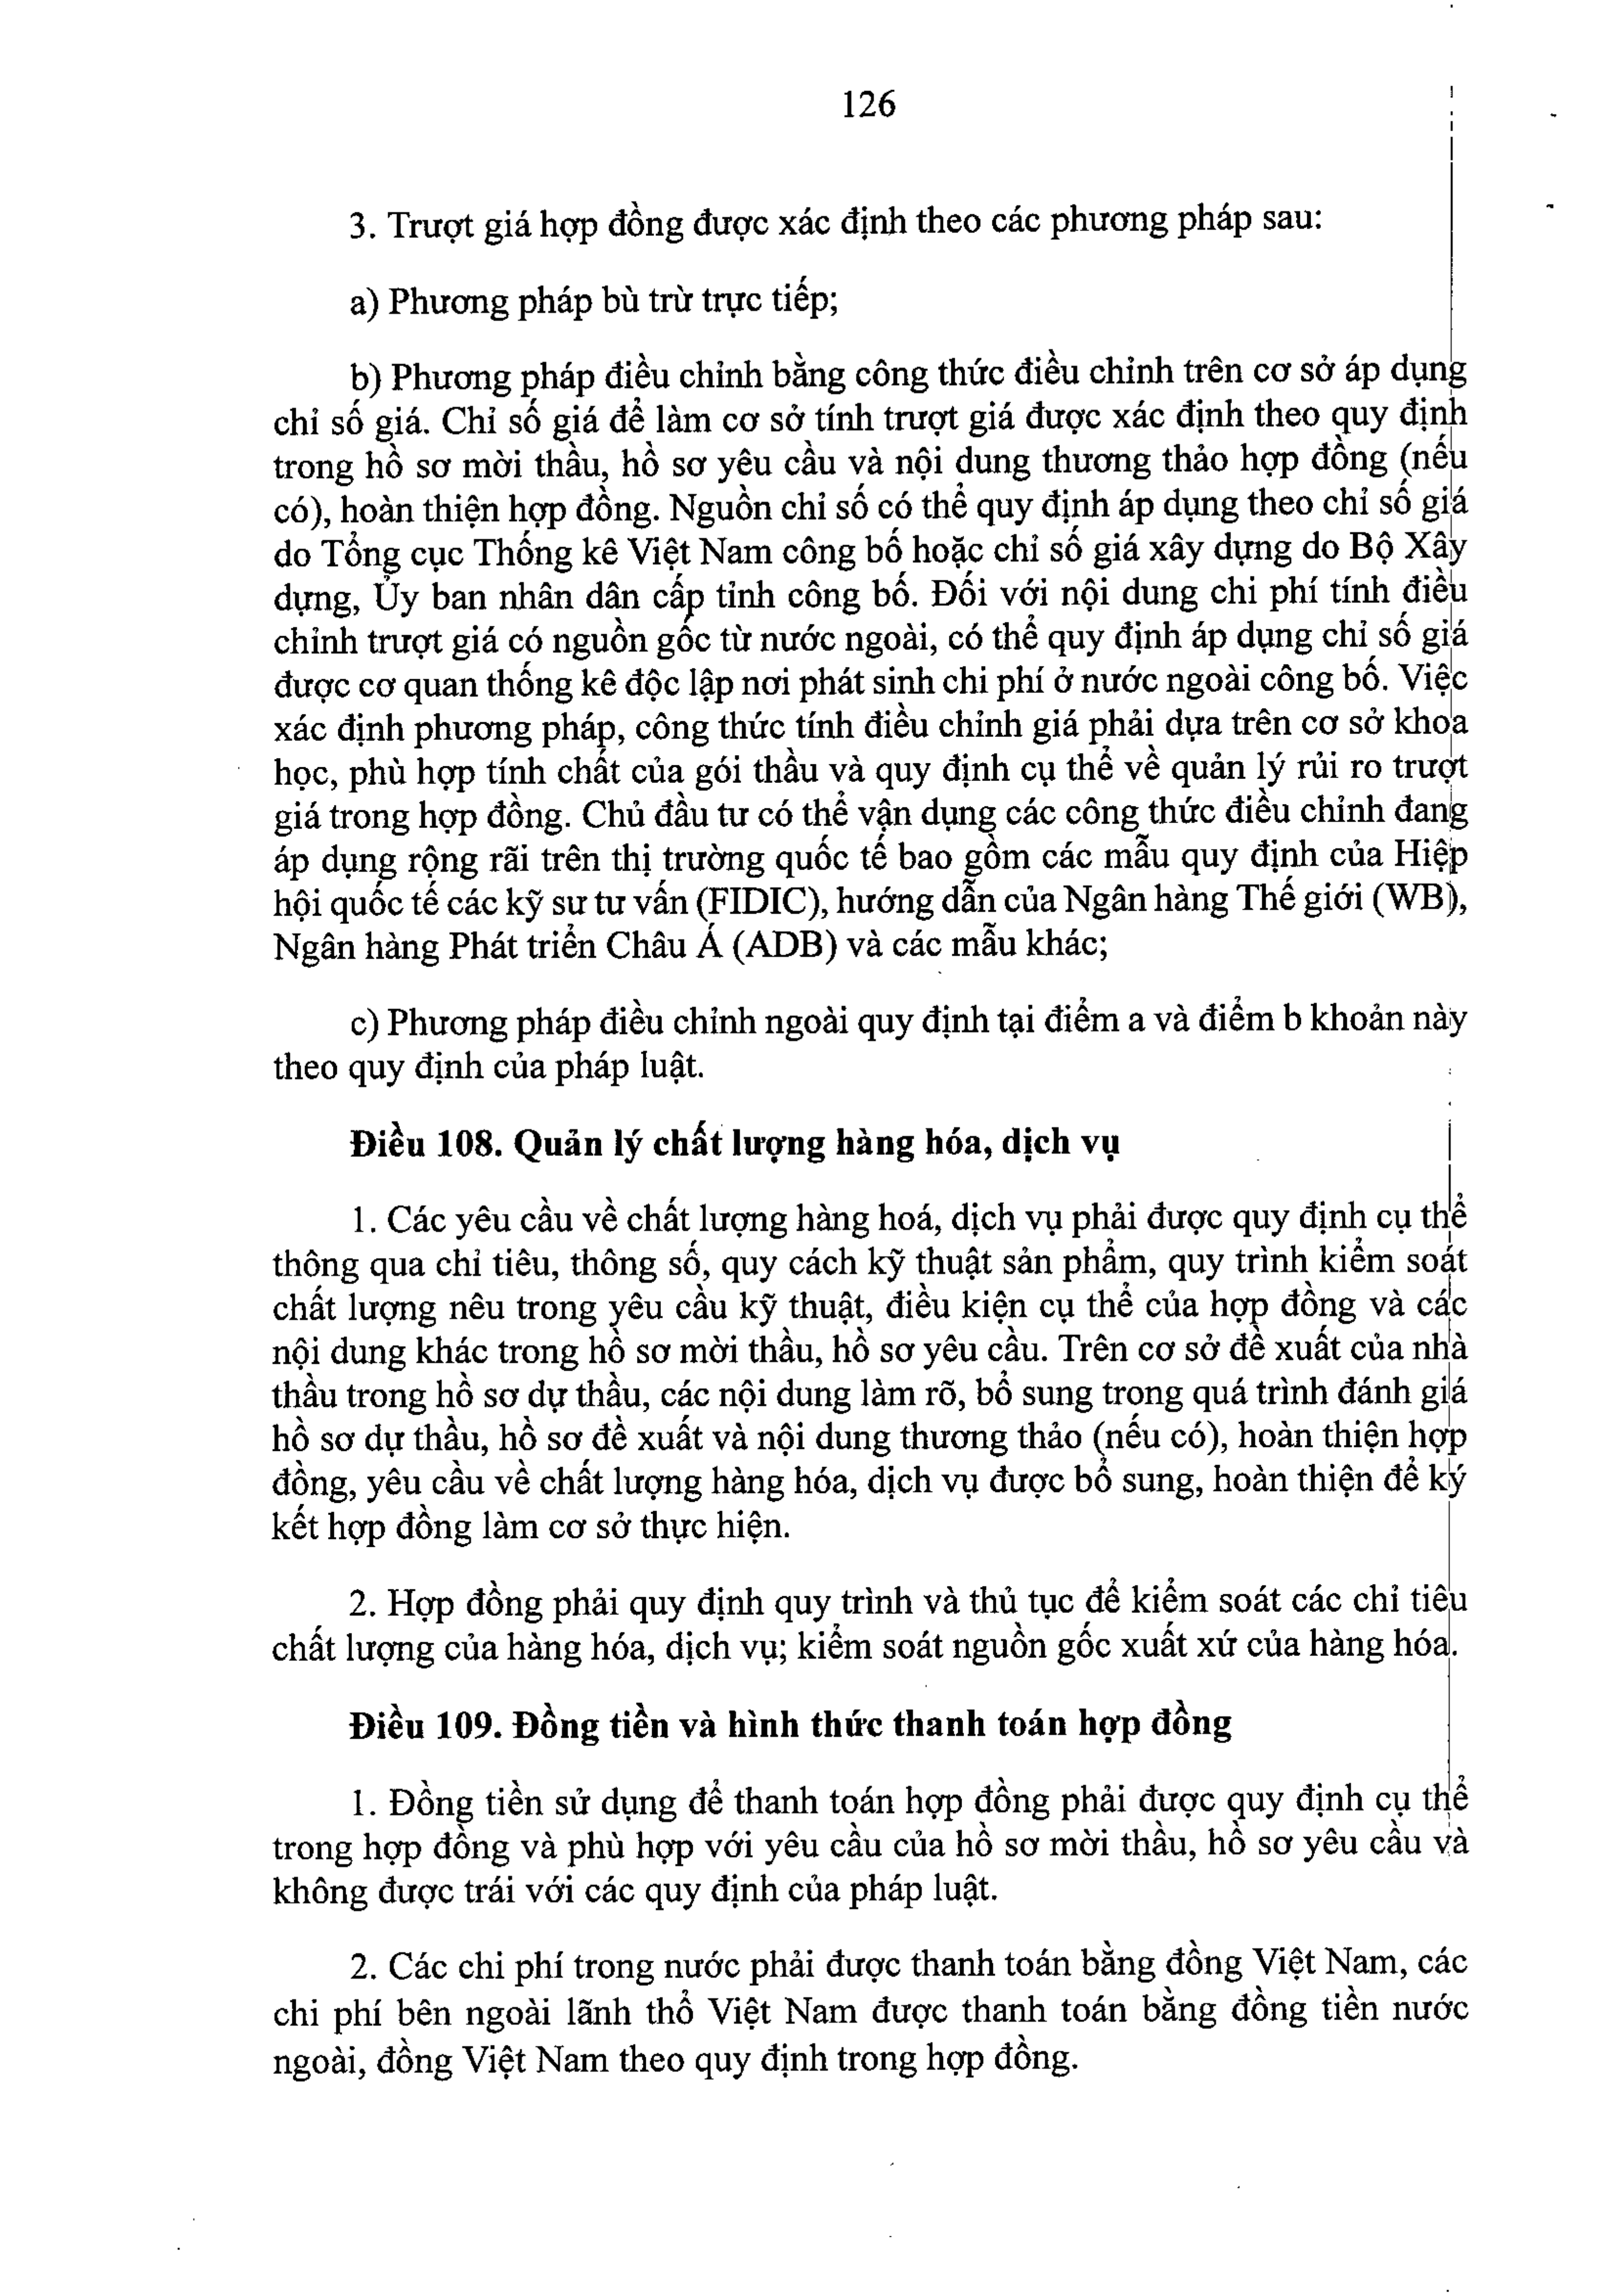 126
3. Trượt giá hợp đồng được xác định theo các phương pháp sau:
a) Phương pháp bù trừ trực tiếp;
b) Phương pháp điều chỉnh bằng công thức điều chỉnh trên cơ sở áp dụng
chỉ số giá. Chỉ số giá để làm cơ sở tính trượt giá được xác định theo quy định
trong hồ sơ mời thầu, hồ sơ yêu cầu và nội dung thương thảo hợp đồng (nếu
có), hoàn thiện hợp đồng. Nguồn chỉ số có thể quy định áp dụng theo chỉ số giá
do Tổng cục Thống kê Việt Nam công bố hoặc chỉ số giá xây dựng do Bộ Xây
dựng, Ủy ban nhân dân cấp tỉnh công bố. Đối với nội dung chi phí tính điều
chỉnh trượt giá có nguồn gốc từ nước ngoài, có thể quy định áp dụng chỉ số giá
được cơ quan thống kê độc lập nơi phát sinh chi phí ở nước ngoài công bố. Việc
xác định phương pháp, công thức tính điều chỉnh giá phải dựa trên cơ sở khoa
học, phù hợp tính chất của gói thầu và quy định cụ thể về quản lý rủi ro trượt
giá trong hợp đồng. Chủ đầu tư có thể vận dụng các công thức điều chỉnh đang
áp dụng rộng rãi trên thị trường quốc tế bao gồm các mẫu quy định của Hiệp
hội quốc tế các kỹ sư tư vấn (FIDIC), hướng dẫn của Ngân hàng Thế giới (WB),
Ngân hàng Phát triển Châu Á (ADB) và các mẫu khác;
c) Phương pháp điều chỉnh ngoài quy định tại điểm a và điểm b khoản này
theo quy định của pháp luật.
Điều 108. Quản lý chất lượng hàng hóa, dịch vụ
1. Các yêu cầu về chất lượng hàng hoá, dịch vụ phải được quy định cụ thể
thông qua chỉ tiêu, thông số, quy cách kỹ thuật sản phẩm, quy trình kiểm soát
chất lượng nêu trong yêu cầu kỹ thuật, điều kiện cụ thể của hợp đồng và các
nội dung khác trong hồ sơ mời thầu, hồ sơ yêu cầu. Trên cơ sở đề xuất của nhà
thầu trong hồ sơ dự thầu, các nội dung làm rõ, bổ sung trong quá trình đánh giá
hồ sơ dự thầu, hồ sơ đề xuất và nội dung thương thảo (nếu có), hoàn thiện hợp
đồng, yêu cầu về chất lượng hàng hóa, dịch vụ được bổ sung, hoàn thiện để ký
kết hợp đồng làm cơ sở thực hiện.
2. Hợp đồng phải quy định quy trình và thủ tục để kiểm soát các chỉ tiêu
chất lượng của hàng hóa, dịch vụ; kiểm soát nguồn gốc xuất xứ của hàng hóa.
Điều 109. Đồng tiền và hình thức thanh toán hợp đồng
1. Đồng tiền sử dụng để thanh toán hợp đồng phải được quy định cụ thể
trong hợp đồng và phù hợp với yêu cầu của hồ sơ mời thầu, hồ sơ yêu cầu và
không được trái với các quy định của pháp luật.
2. Các chi phí trong nước phải được thanh toán bằng đồng Việt Nam, các
chi phí bên ngoài lãnh thổ Việt Nam được thanh toán bằng đồng tiền nước
ngoài, đồng Việt Nam theo quy định trong hợp đồng.